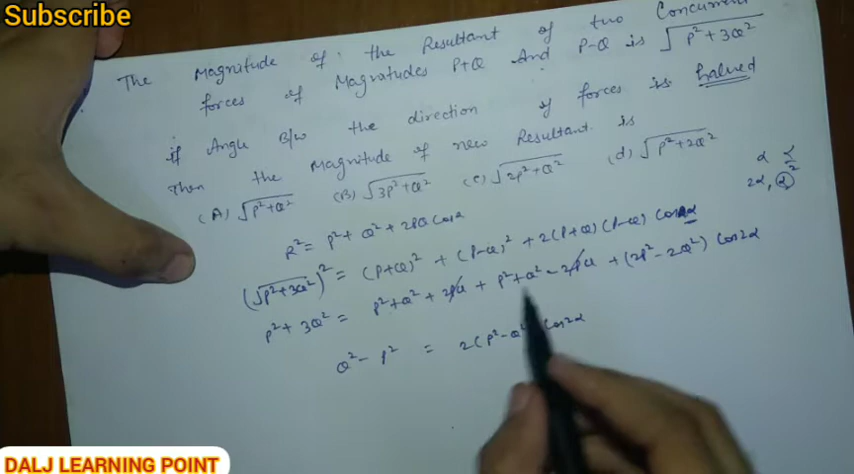 Subscribe
The Magnitude of the Resultant of two Concurrent
forces of Magnatudes P+Q And P-Q is √P²+3Q²
if Angle B/w the direction of forces is halved
Then the Magnitude of new Resultant is
(A) √P²+Q² (B) √3P²+Q² (C) √2P²+Q² (d) √P²+2Q²
α α/2
2α, α
R² = P² + Q² + 2PQ Cosα
(√P²+3Q²)² = (P+Q)² + (P-Q)² + 2(P+Q)(P-Q) Cos2α
P² + 3Q² = P²+Q² + 2PQ + P²+Q² - 2PQ + (2P² - 2Q²) Cos2α
Q² - P² = 2(P²-Q²) Cos2α
DALJ LEARNING POINT